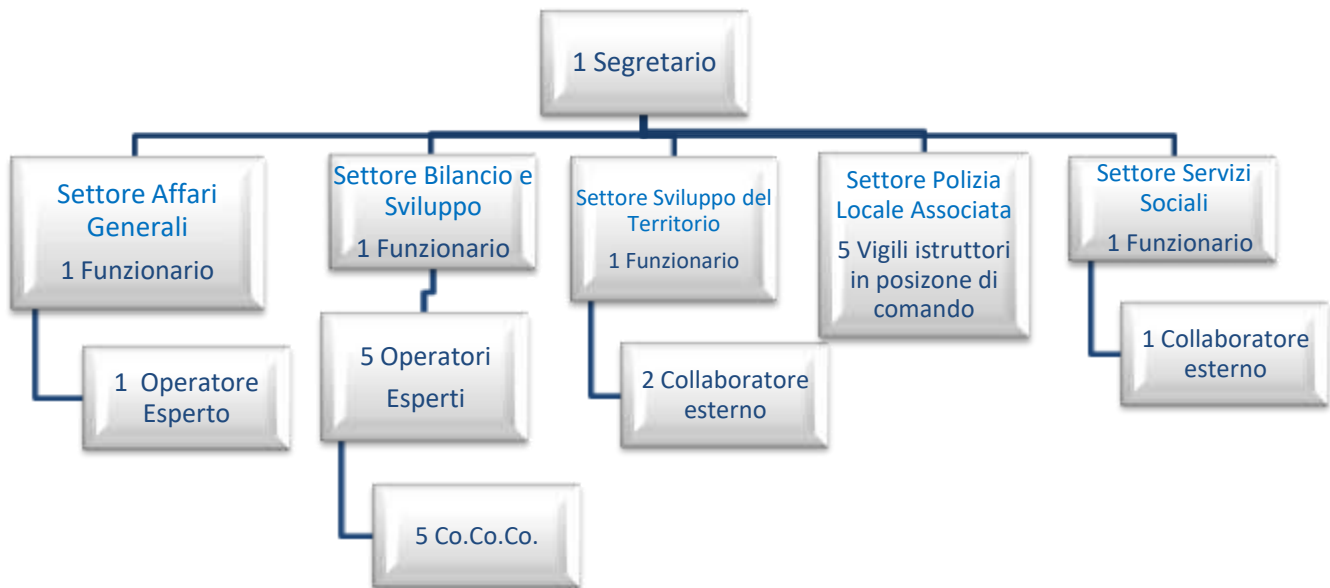 1 Segretario
Settore Affari
Generali
1 Funzionario
1 Operatore
Esperto
Settore Bilancio e
Sviluppo
1 Funzionario
5 Operatori
Esperti
5 Co.Co.Co.
Settore Sviluppo del
Territorio
1 Funzionario
2 Collaboratore
esterno
Settore Polizia
Locale Associata
5 Vigili istruttori
in posizone di
comando
Settore Servizi
Sociali
1 Funzionario
1 Collaboratore
esterno